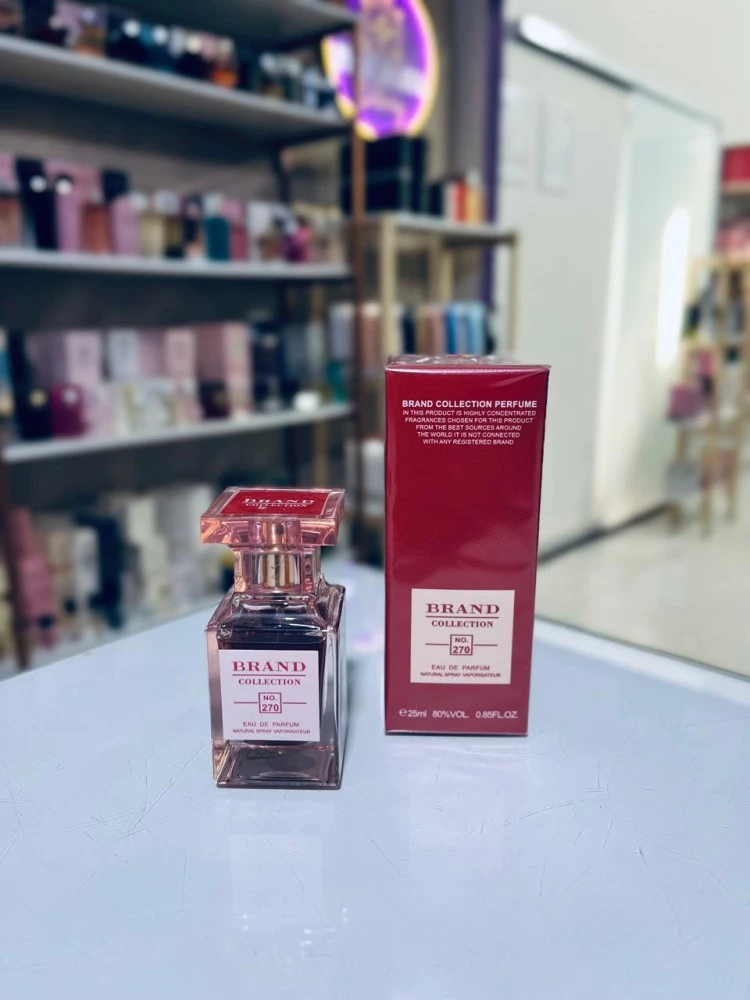 BRAND COLLECTION PERFUME
IN THIS PRODUCT IS HIGHLY CONCENTRATED
FRAGRANCES CHOSEN FOR THIS PRODUCT
FROM THE BEST SOURCES AROUND
THE WORLD IT IS NOT CONNECTED
WITH ANY REGISTERED BRAND
BRAND
COLLECTION
NO.
270
EAU DE PARFUM
NATURAL SPRAY VAPORISATEUR
℮25ml 80%VOL. 0.85FL.OZ.
BRAND
COLLECTION
BRAND
COLLECTION
NO.
270
EAU DE PARFUM
NATURAL SPRAY VAPORISATEUR